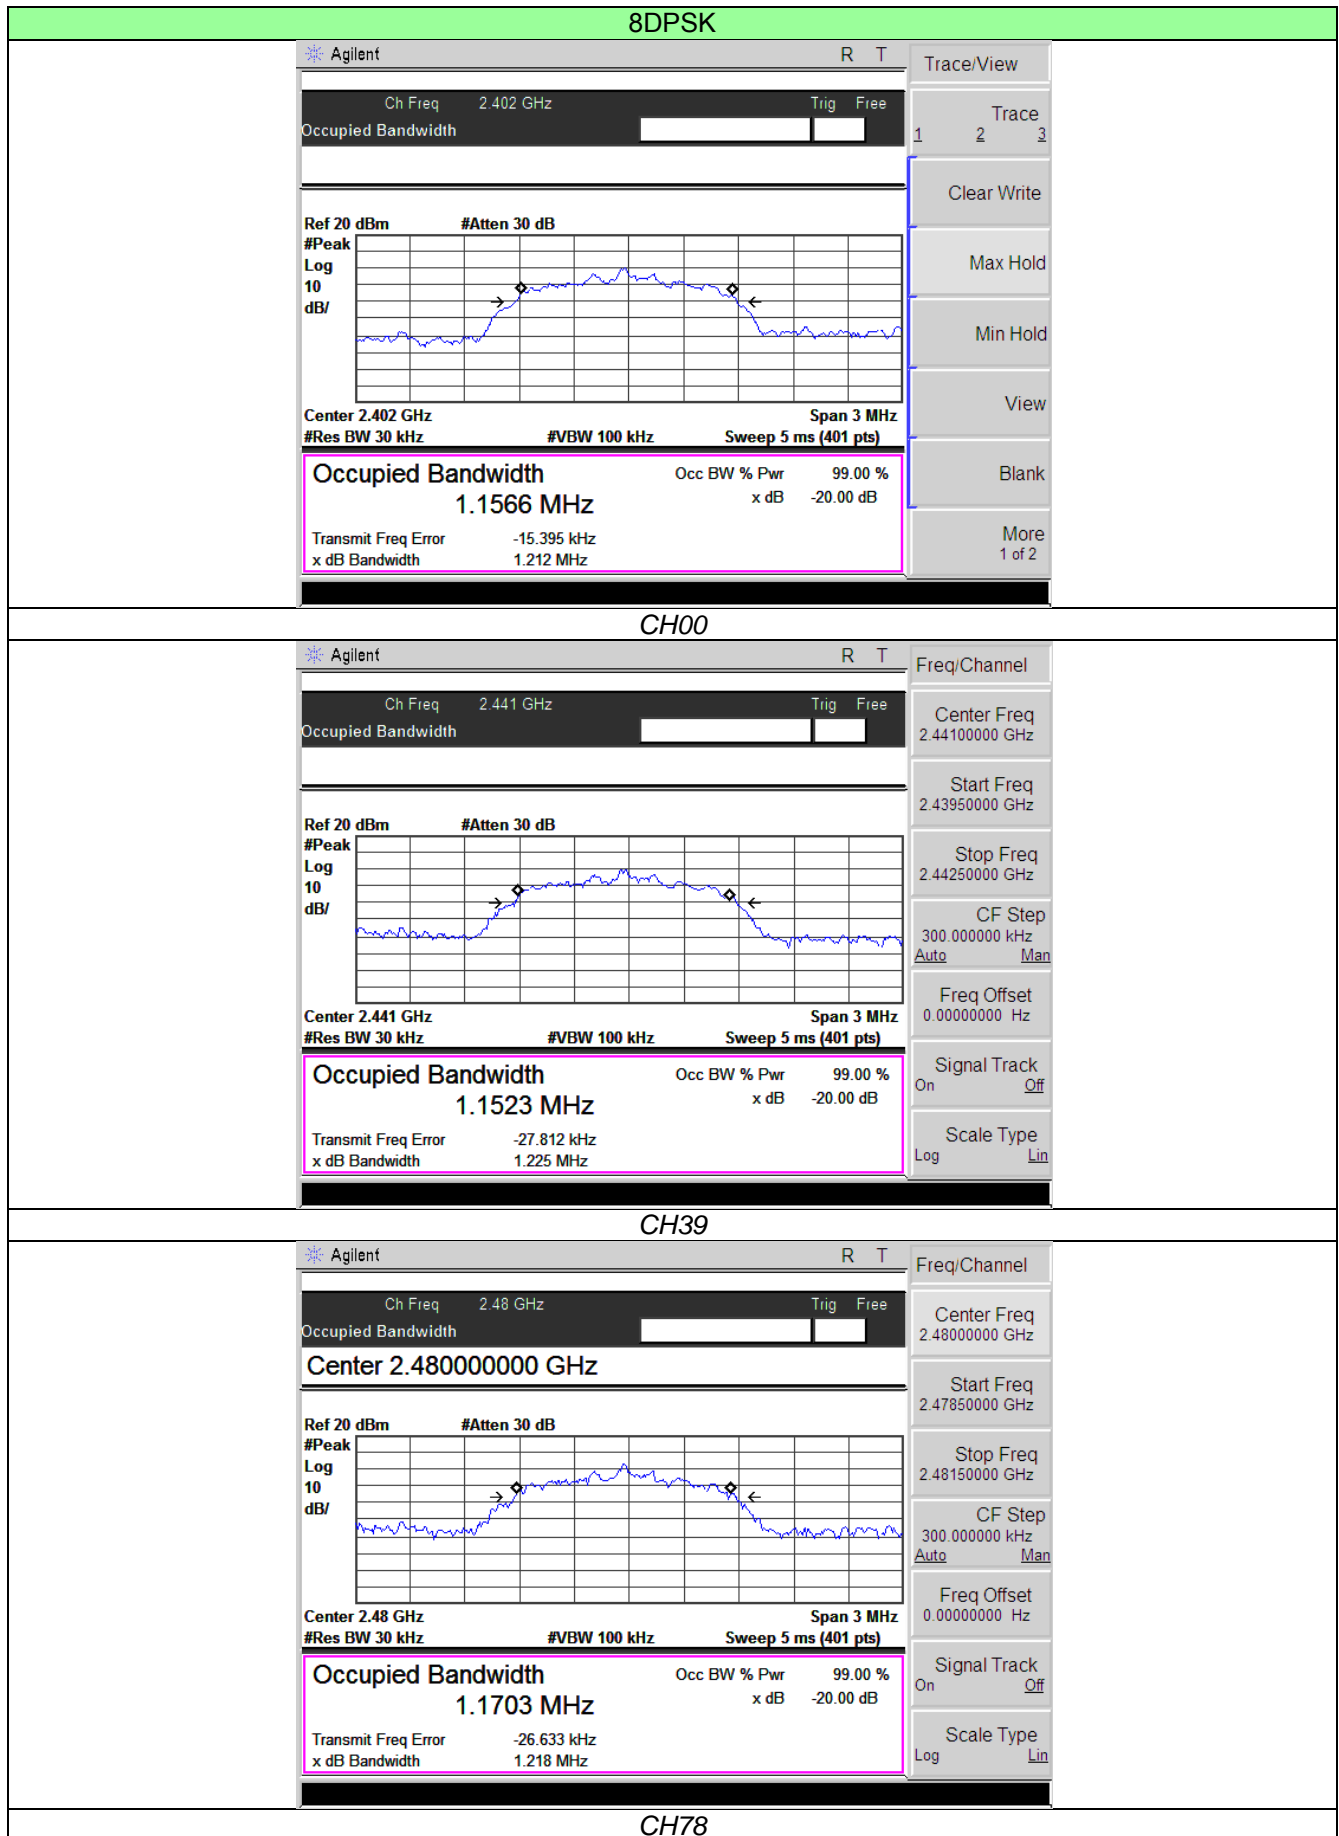 8DPSK
Agilent R T
Trace/View
Ch Freq 2.402 GHz Trig Free
Occupied Bandwidth
Trace
1 2 3
Clear Write
Ref 20 dBm #Atten 30 dB
#Peak
Log
10
dB/
Max Hold
Min Hold
View
Center 2.402 GHz Span 3 MHz
#Res BW 30 kHz #VBW 100 kHz Sweep 5 ms (401 pts)
Occupied Bandwidth Occ BW % Pwr 99.00 %
1.1566 MHz x dB -20.00 dB
Blank
Transmit Freq Error -15.395 kHz
x dB Bandwidth 1.212 MHz
More
1 of 2
CH00
Agilent R T
Freq/Channel
Ch Freq 2.441 GHz Trig Free
Occupied Bandwidth
Center Freq
2.44100000 GHz
Start Freq
2.43950000 GHz
Ref 20 dBm #Atten 30 dB
#Peak
Log
10
dB/
Stop Freq
2.44250000 GHz
CF Step
300.000000 kHz
Auto Man
Freq Offset
0.00000000 Hz
Center 2.441 GHz Span 3 MHz
#Res BW 30 kHz #VBW 100 kHz Sweep 5 ms (401 pts)
Occupied Bandwidth Occ BW % Pwr 99.00 %
1.1523 MHz x dB -20.00 dB
Signal Track
On Off
Transmit Freq Error -27.812 kHz
x dB Bandwidth 1.225 MHz
Scale Type
Log Lin
CH39
Agilent R T
Freq/Channel
Ch Freq 2.48 GHz Trig Free
Occupied Bandwidth
Center Freq
2.48000000 GHz
Center 2.480000000 GHz
Start Freq
2.47850000 GHz
Ref 20 dBm #Atten 30 dB
#Peak
Log
10
dB/
Stop Freq
2.48150000 GHz
CF Step
300.000000 kHz
Auto Man
Freq Offset
0.00000000 Hz
Center 2.48 GHz Span 3 MHz
#Res BW 30 kHz #VBW 100 kHz Sweep 5 ms (401 pts)
Occupied Bandwidth Occ BW % Pwr 99.00 %
1.1703 MHz x dB -20.00 dB
Signal Track
On Off
Transmit Freq Error -26.633 kHz
x dB Bandwidth 1.218 MHz
Scale Type
Log Lin
CH78